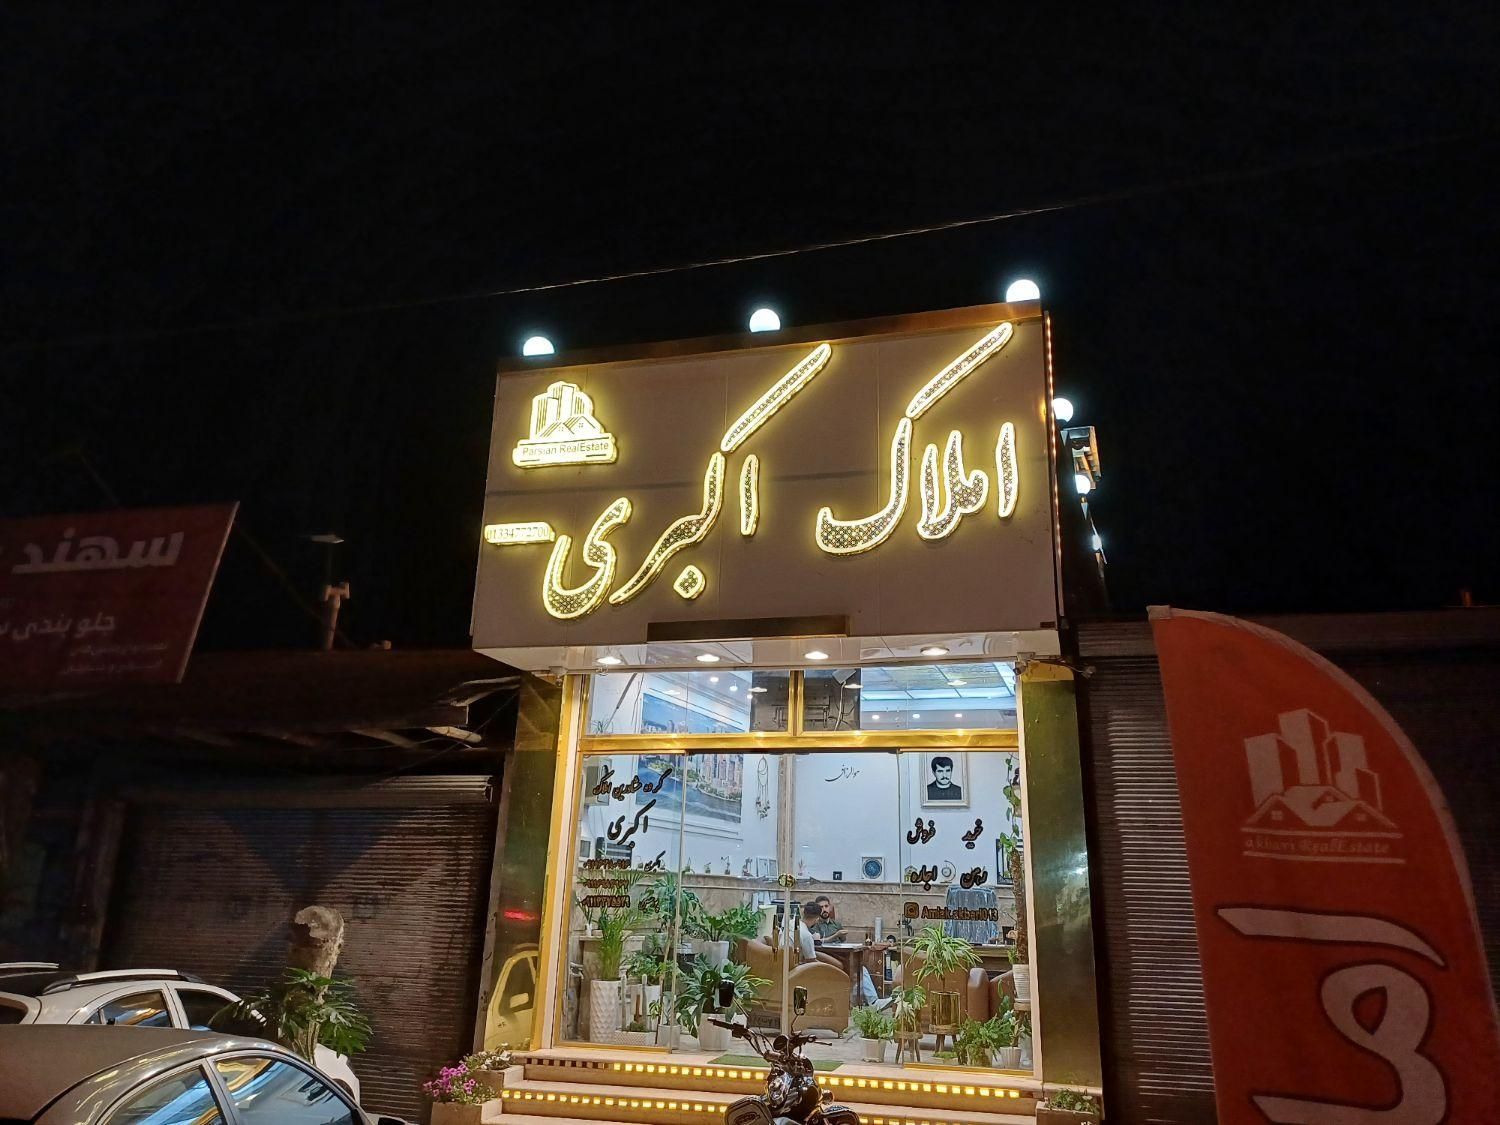 املاک اکبری
Parsian RealEstate
01334772700
سهند
جلو بندی
گروه مشاورین املاک
اکبری
هوالرزاق
خرید فروش
رهن اجاره
Amlak.akbari013
akbari RealEstate